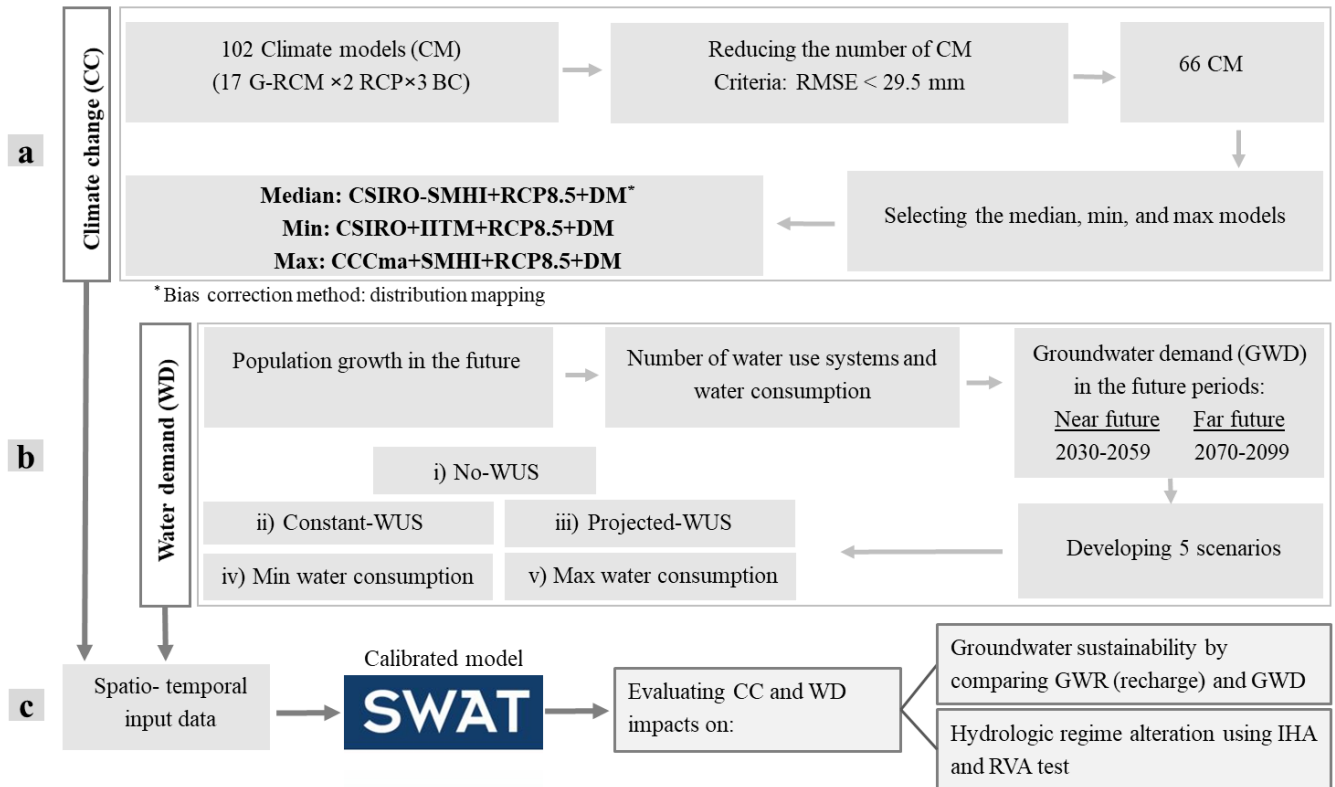 a
Climate change (CC)
102 Climate models (CM)
(17 G-RCM ×2 RCP×3 BC)
Reducing the number of CM
Criteria: RMSE < 29.5 mm
66 CM
Selecting the median, min, and max models
Median: CSIRO-SMHI+RCP8.5+DM*
Min: CSIRO+IITM+RCP8.5+DM
Max: CCCma+SMHI+RCP8.5+DM
* Bias correction method: distribution mapping
b
Water demand (WD)
Population growth in the future
Number of water use systems and
water consumption
Groundwater demand (GWD)
in the future periods:
Near future Far future
2030-2059 2070-2099
Developing 5 scenarios
i) No-WUS
ii) Constant-WUS
iii) Projected-WUS
iv) Min water consumption
v) Max water consumption
c
Spatio- temporal
input data
Calibrated model
SWAT
Evaluating CC and WD
impacts on:
Groundwater sustainability by
comparing GWR (recharge) and GWD
Hydrologic regime alteration using IHA
and RVA test